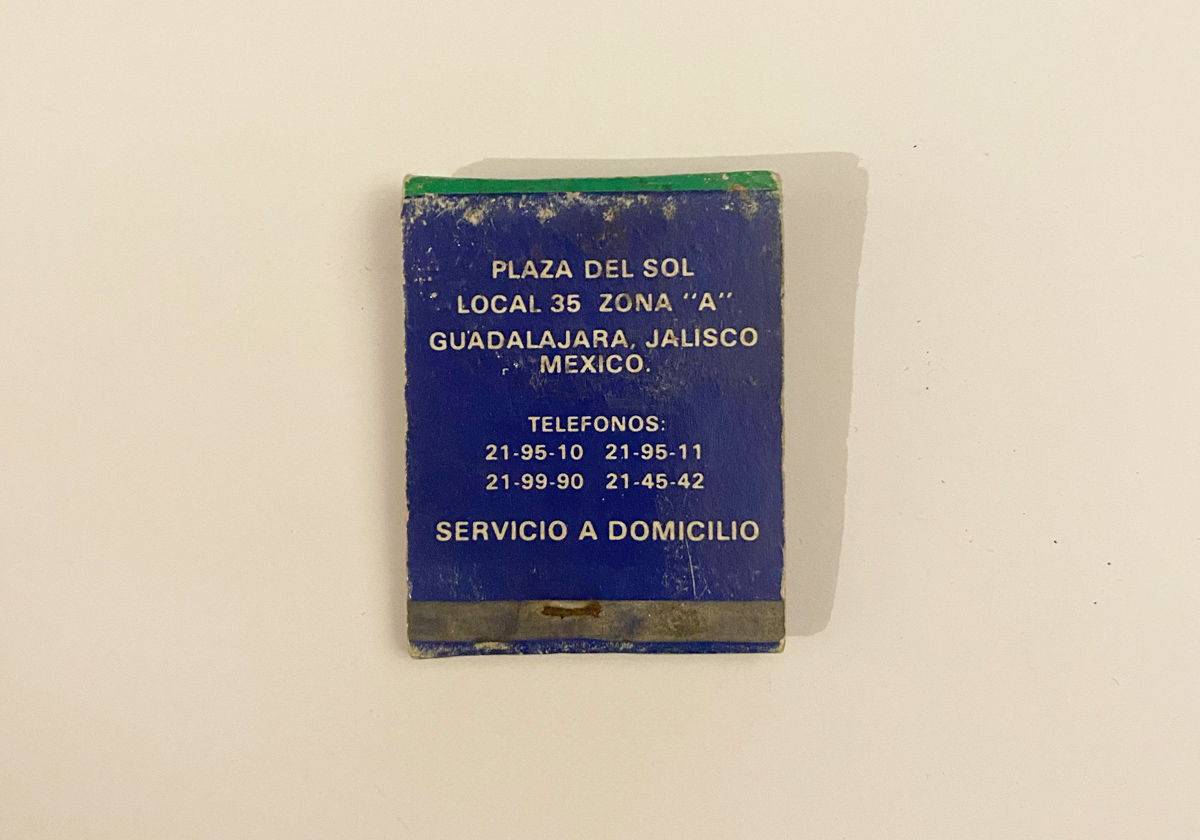 PLAZA DEL SOL
LOCAL 35 ZONA "A"
GUADALAJARA, JALISCO
MEXICO.
TELEFONOS:
21-95-10 21-95-11
21-99-90 21-45-42
SERVICIO A DOMICILIO